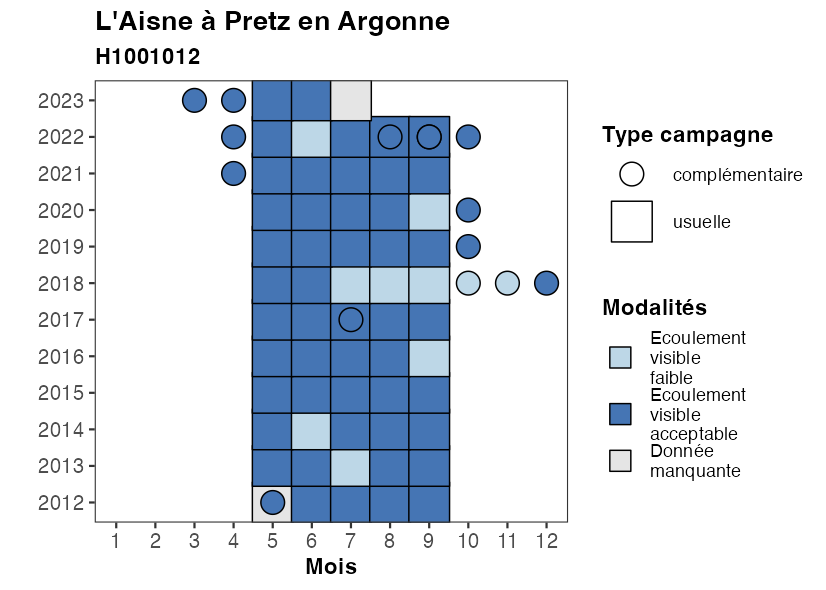 L'Aisne à Pretz en Argonne
H1001012
2023
2022
2021
2020
2019
2018
2017
2016
2015
2014
2013
2012
1 2 3 4 5 6 7 8 9 10 11 12
Mois
Type campagne
complémentaire
usuelle
Modalités
Ecoulement
visible
faible
Ecoulement
visible
acceptable
Donnée
manquante